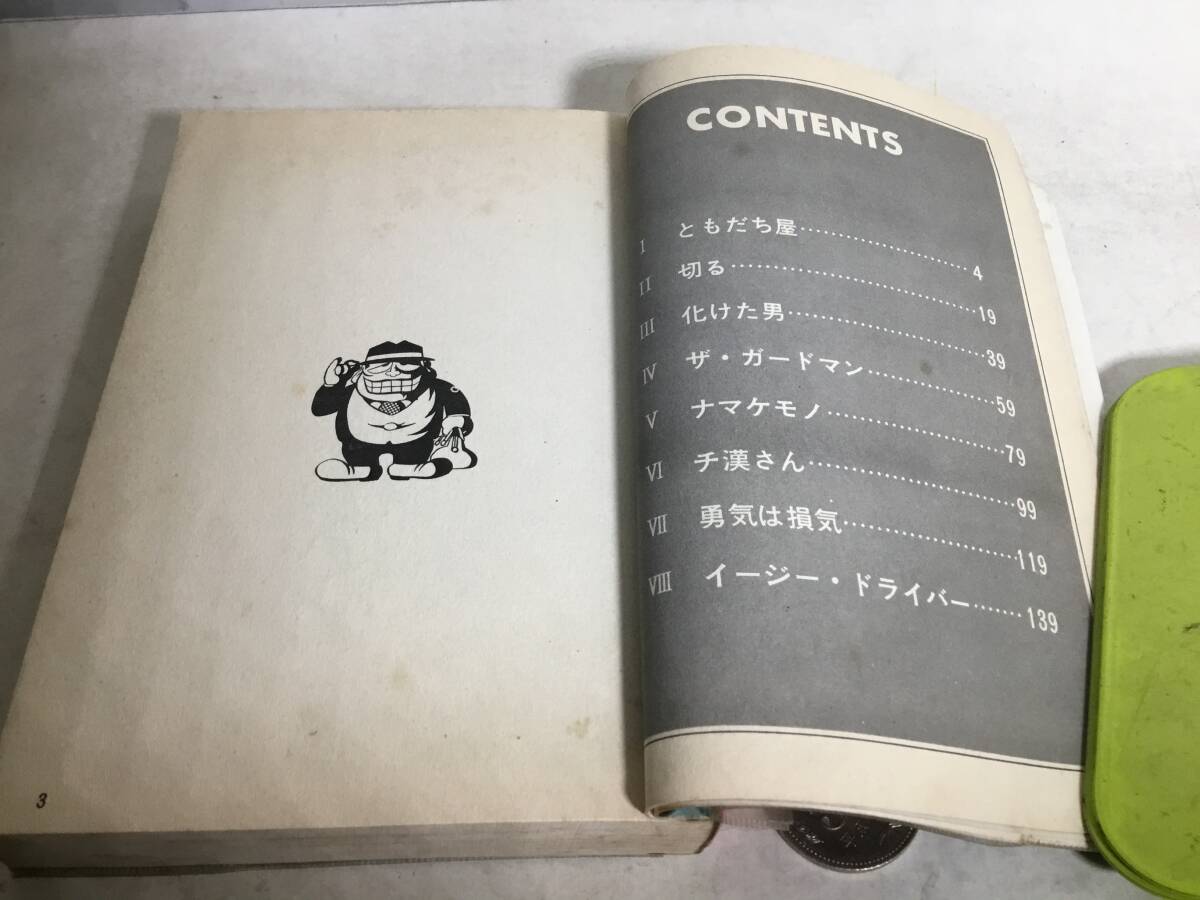 CONTENTS
I ともだち屋……………………4
II 切る……………………19
III 化けた男……………………39
IV ザ・ガードマン……………………59
V ナマケモノ……………………79
VI チ漢さん……………………99
VII 勇気は損気……………………119
VIII イージー・ドライバー……139
3